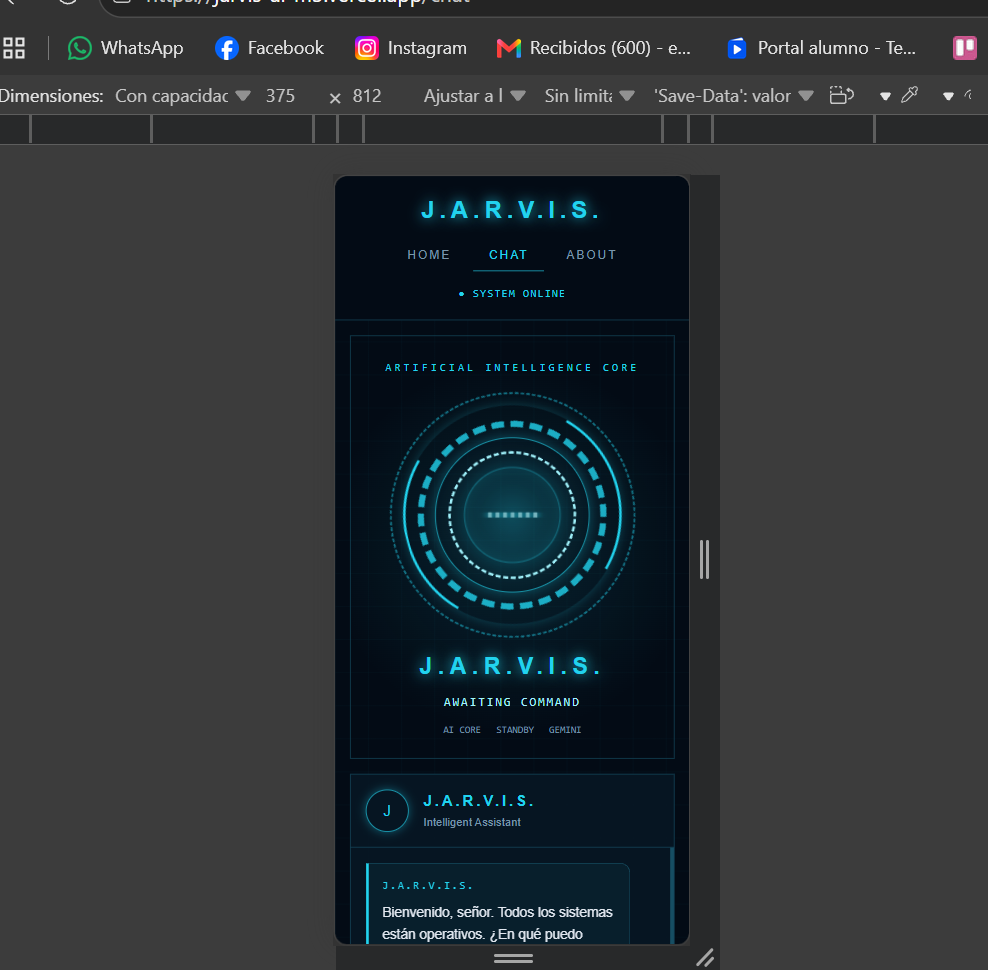 WhatsApp Facebook Instagram Recibidos (600) - e... Portal alumno - Te...
Dimensiones: Con capacidad 375 × 812 Ajustar a l Sin limita 'Save-Data': valor
J.A.R.V.I.S.
HOME CHAT ABOUT
• SYSTEM ONLINE
ARTIFICIAL INTELLIGENCE CORE
J.A.R.V.I.S.
AWAITING COMMAND
AI CORE STANDBY GEMINI
J
J.A.R.V.I.S.
Intelligent Assistant
J.A.R.V.I.S.
Bienvenido, señor. Todos los sistemas
están operativos. ¿En qué puedo